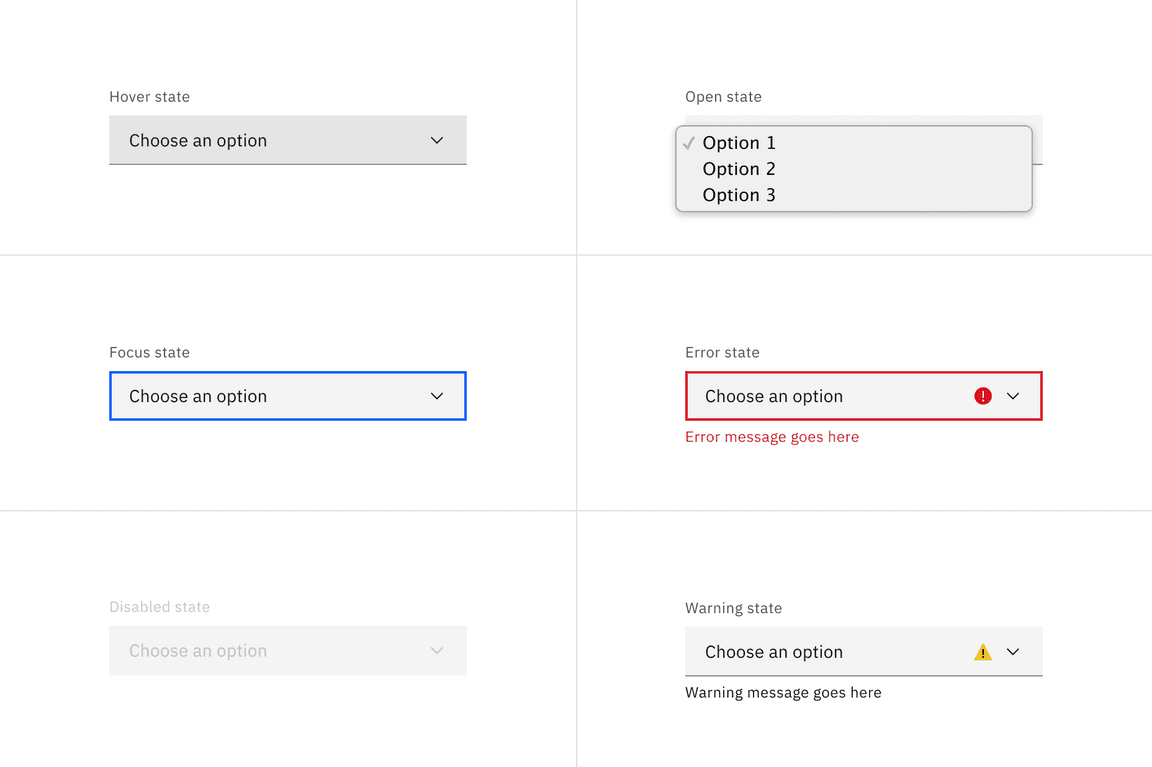 Hover state
Choose an option
Open state
Option 1
Option 2
Option 3
Focus state
Choose an option
Error state
Choose an option
Error message goes here
Disabled state
Choose an option
Warning state
Choose an option
Warning message goes here